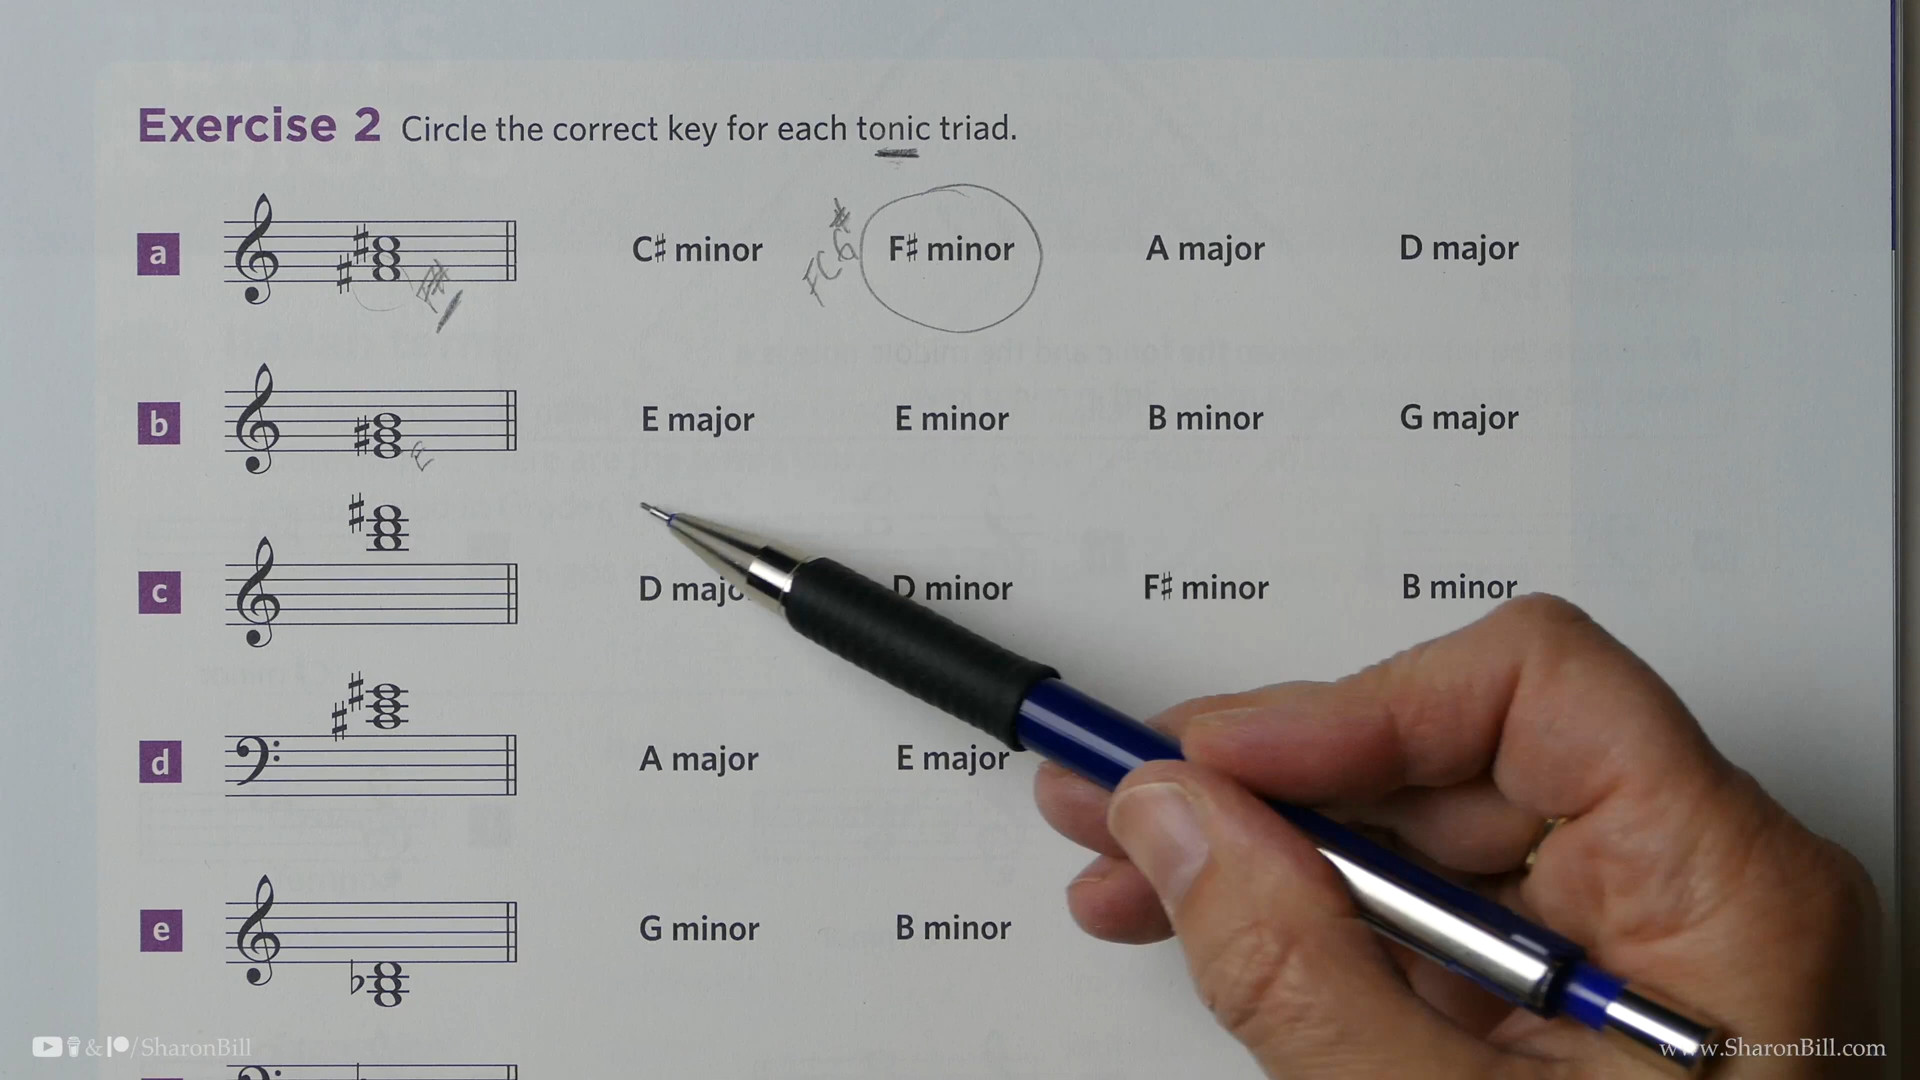 Exercise 2 Circle the correct key for each tonic triad.
a F♯ C♯ minor FCG♯ F♯ minor A major D major
b E E major E minor B minor G major
c D majo D minor F♯ minor B minor
d A major E major
e G minor B minor
& /SharonBill
www.SharonBill.com